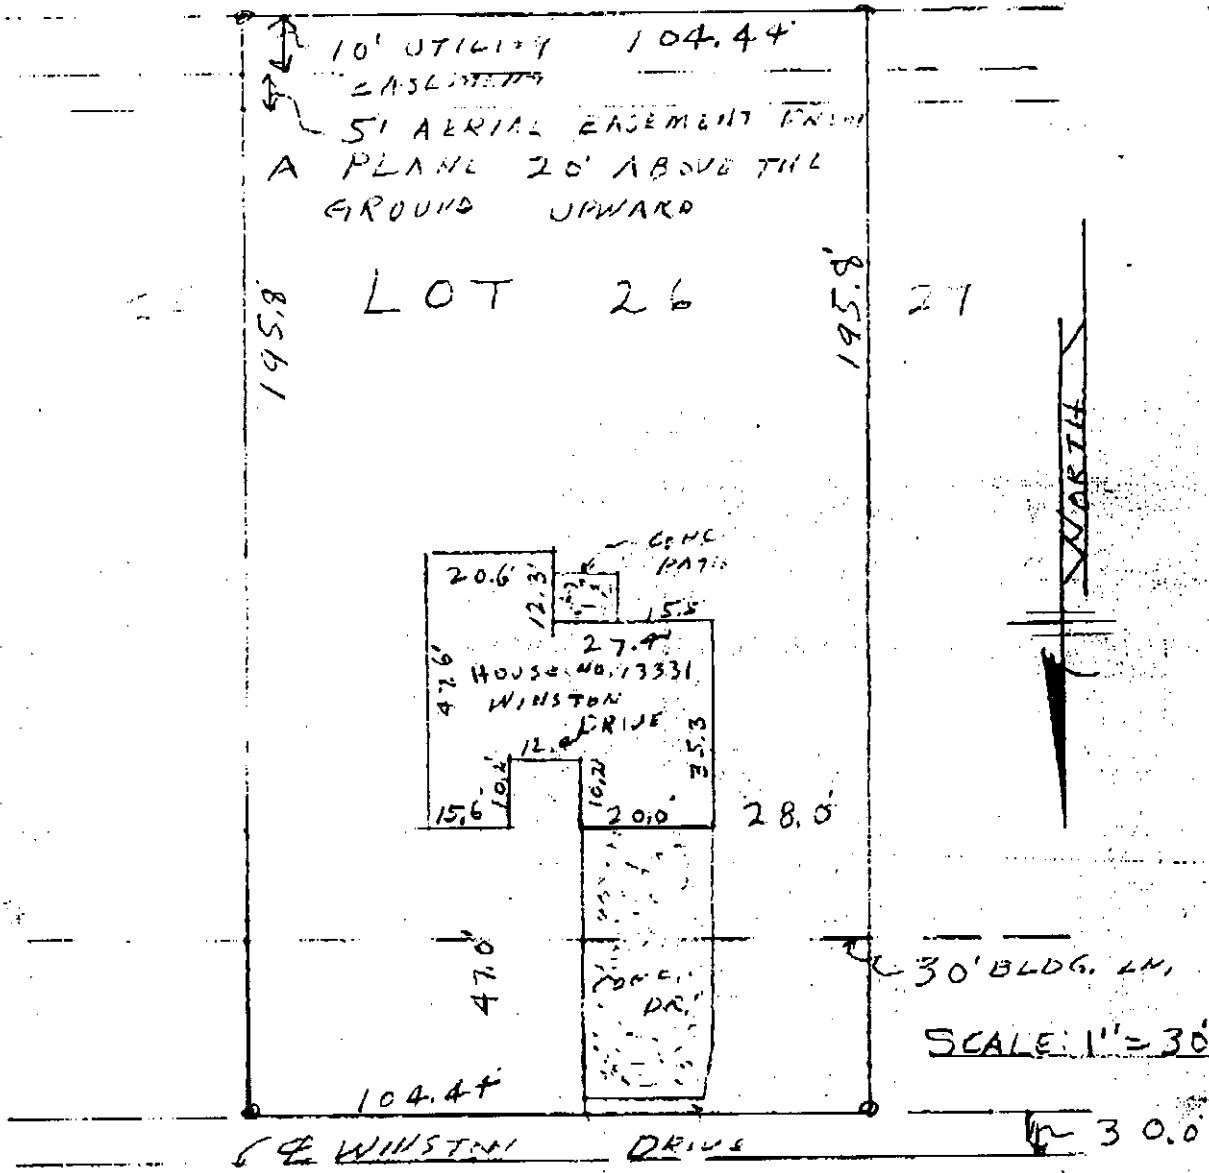 10' UTILITY 104.44'
EASEMENT
5' AERIAL EASEMENT FROM
A PLANE 20' ABOVE THE
GROUND UPWARD
LOT 26
27
195.8'
195.8'
NORTH
CONC.
PATIO
20.6'
12.3'
15.5
27.4'
47.6'
HOUSE NO. 13331
WINSTON
DRIVE
35.3
10.2'
10.2'
15.6'
20.0'
28.0'
47.0'
CONC.
DR.
30' BLDG. LN.
SCALE: 1" = 30'
104.44'
℄ WINSTON DRIVE
30.0'